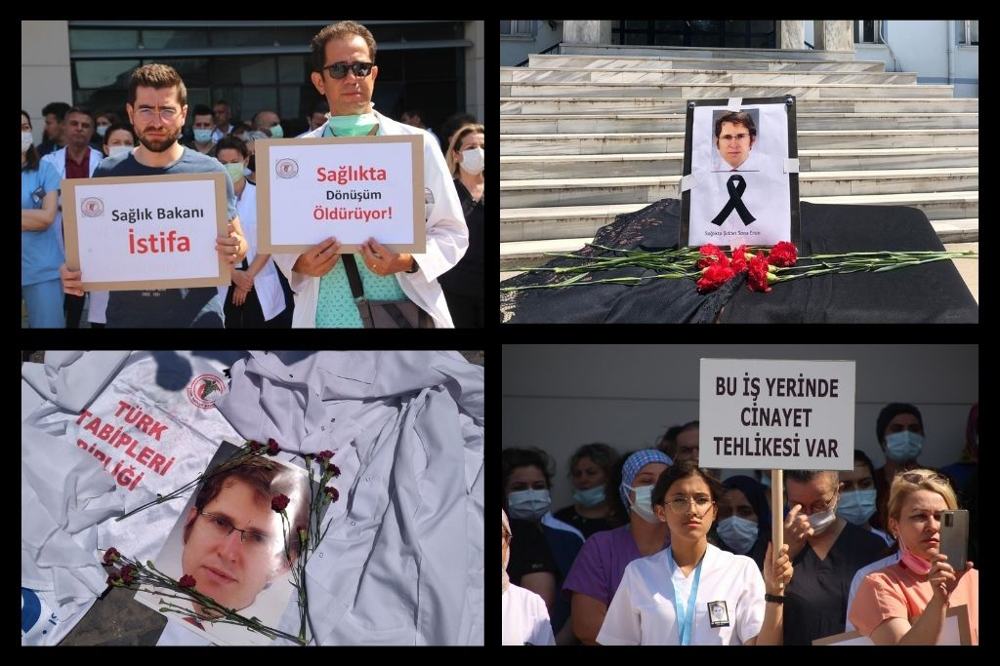 Sağlık Bakanı
İstifa
Sağlıkta
Dönüşüm
Öldürüyor!
Sağlıkta Şiddet Sona Ersin
TÜRK
TABİPLERİ
BİRLİĞİ
BU İŞ YERİNDE
CİNAYET
TEHLİKESİ VAR